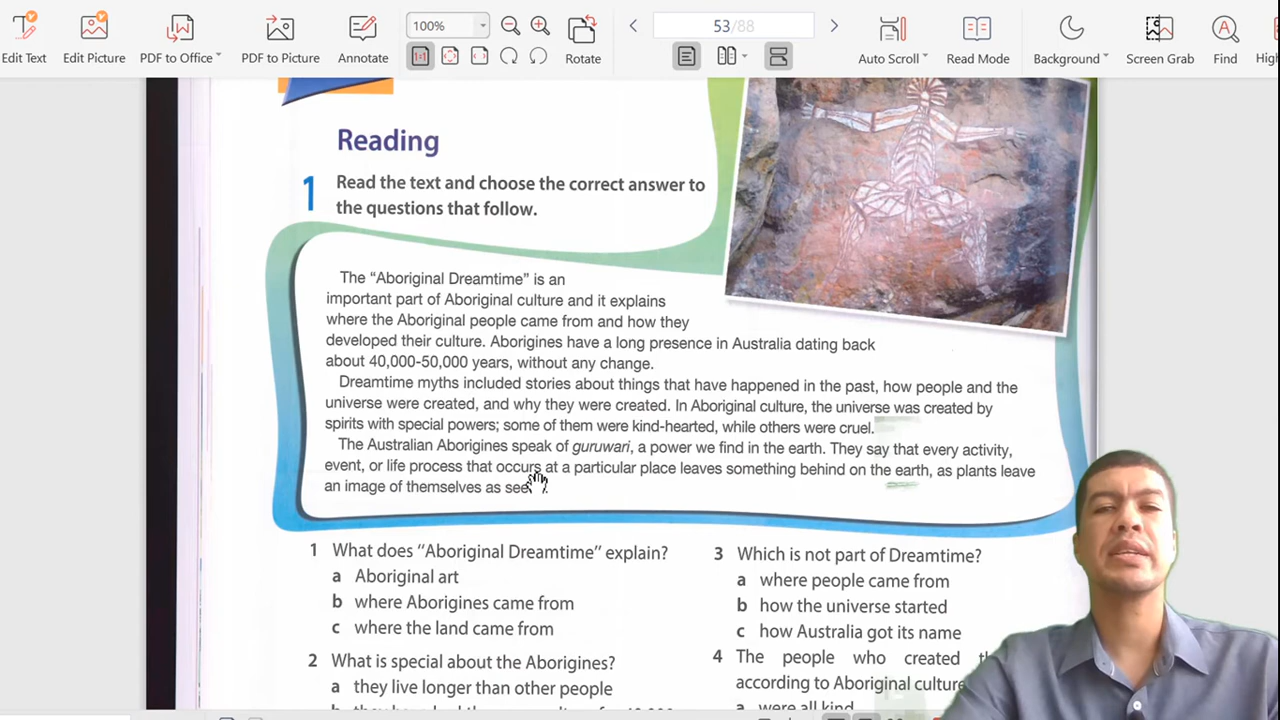 Edit Text
Edit Picture
PDF to Office
PDF to Picture
Annotate
100%
1:1
Rotate
53/88
Auto Scroll
Read Mode
Background
Screen Grab
Find
Reading
1 Read the text and choose the correct answer to
the questions that follow.
The “Aboriginal Dreamtime” is an
important part of Aboriginal culture and it explains
where the Aboriginal people came from and how they
developed their culture. Aborigines have a long presence in Australia dating back
about 40,000-50,000 years, without any change.
Dreamtime myths included stories about things that have happened in the past, how people and the
universe were created, and why they were created. In Aboriginal culture, the universe was created by
spirits with special powers; some of them were kind-hearted, while others were cruel.
The Australian Aborigines speak of guruwari, a power we find in the earth. They say that every activity,
event, or life process that occurs at a particular place leaves something behind on the earth, as plants leave
an image of themselves as
1 What does “Aboriginal Dreamtime” explain?
a Aboriginal art
b where Aborigines came from
c where the land came from
2 What is special about the Aborigines?
a they live longer than other people
3 Which is not part of Dreamtime?
a where people came from
b how the universe started
c how Australia got its name
4 The people who created
according to Aboriginal culture
a were all kind